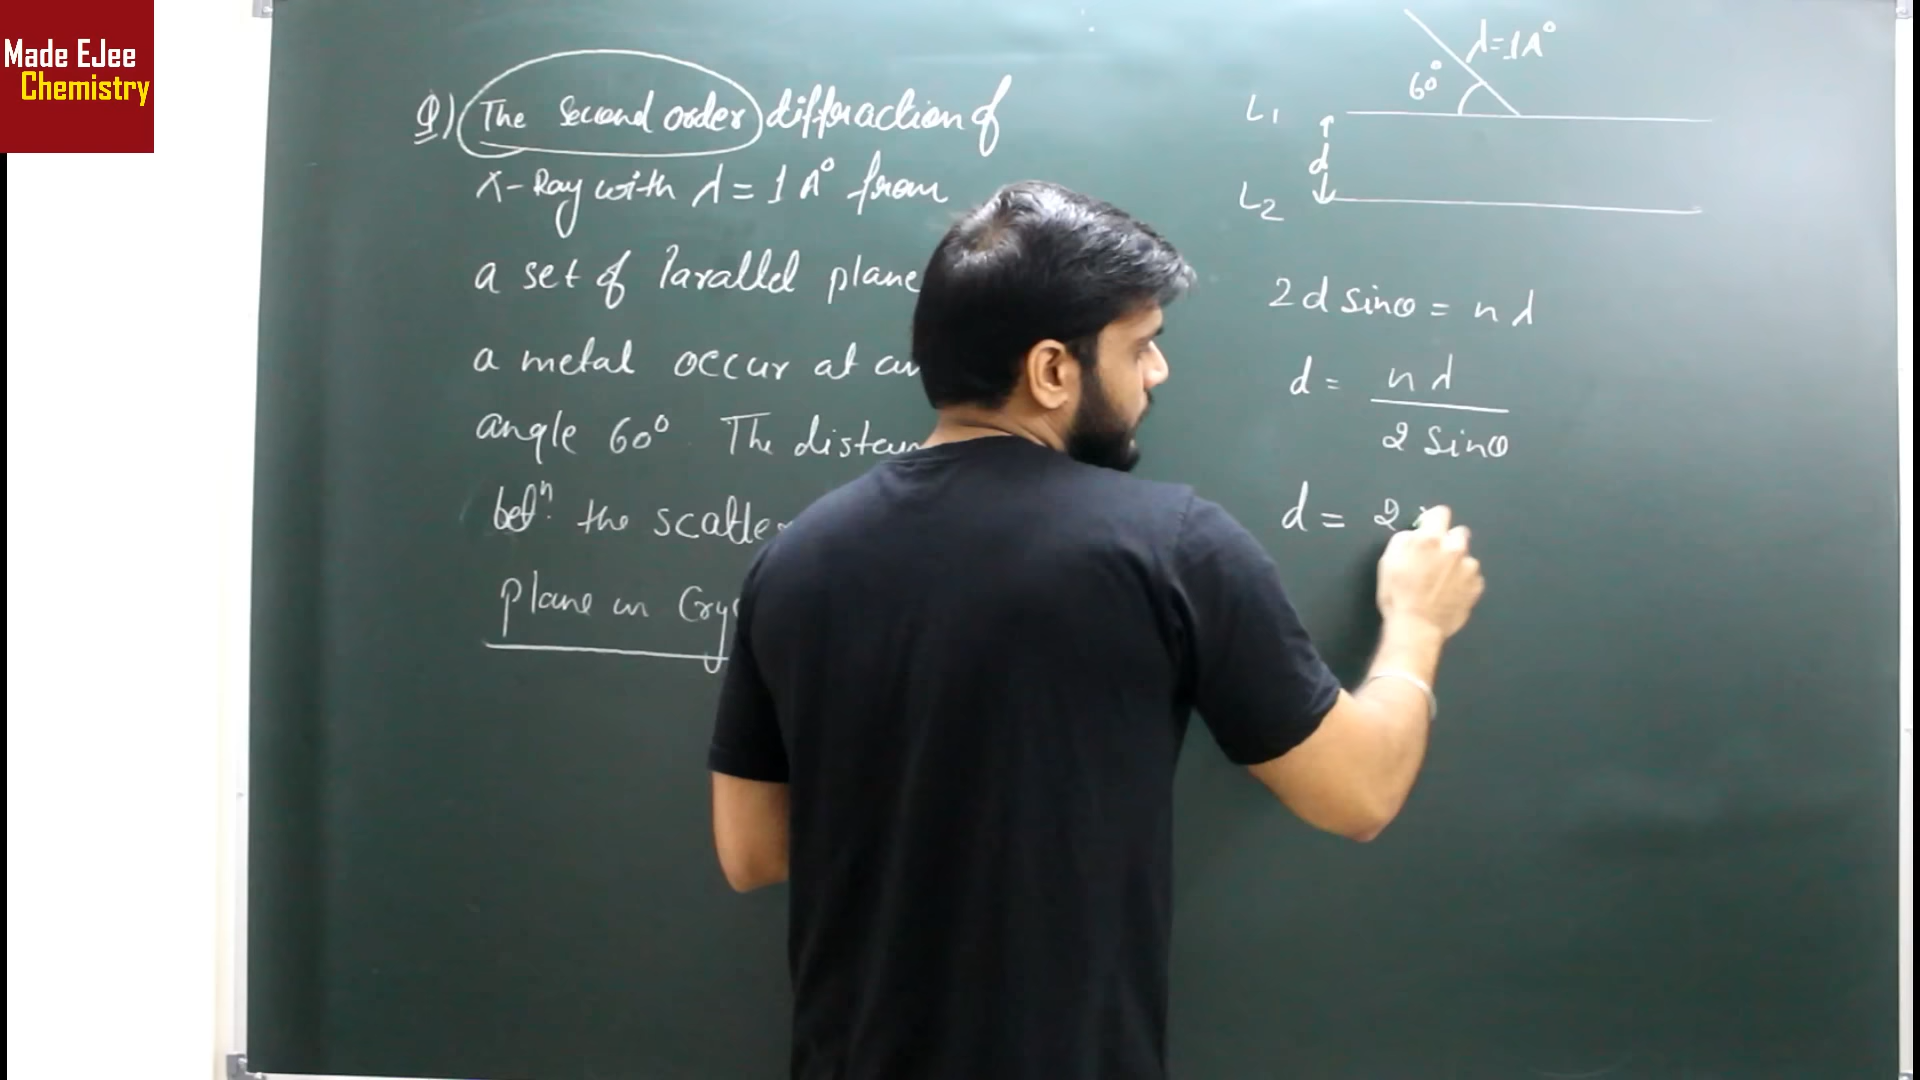 Made EJee
Chemistry
Q) The Second order diffraction of
X-Ray with λ = 1 A° from
a set of Parallel plane
a metal occur at an
angle 60° The distan
betⁿ. the scatte
plane in Crys
λ=1A°
60°
L₁
d
L₂
2d sinθ = nλ
d = nλ
2 Sinθ
d = 2